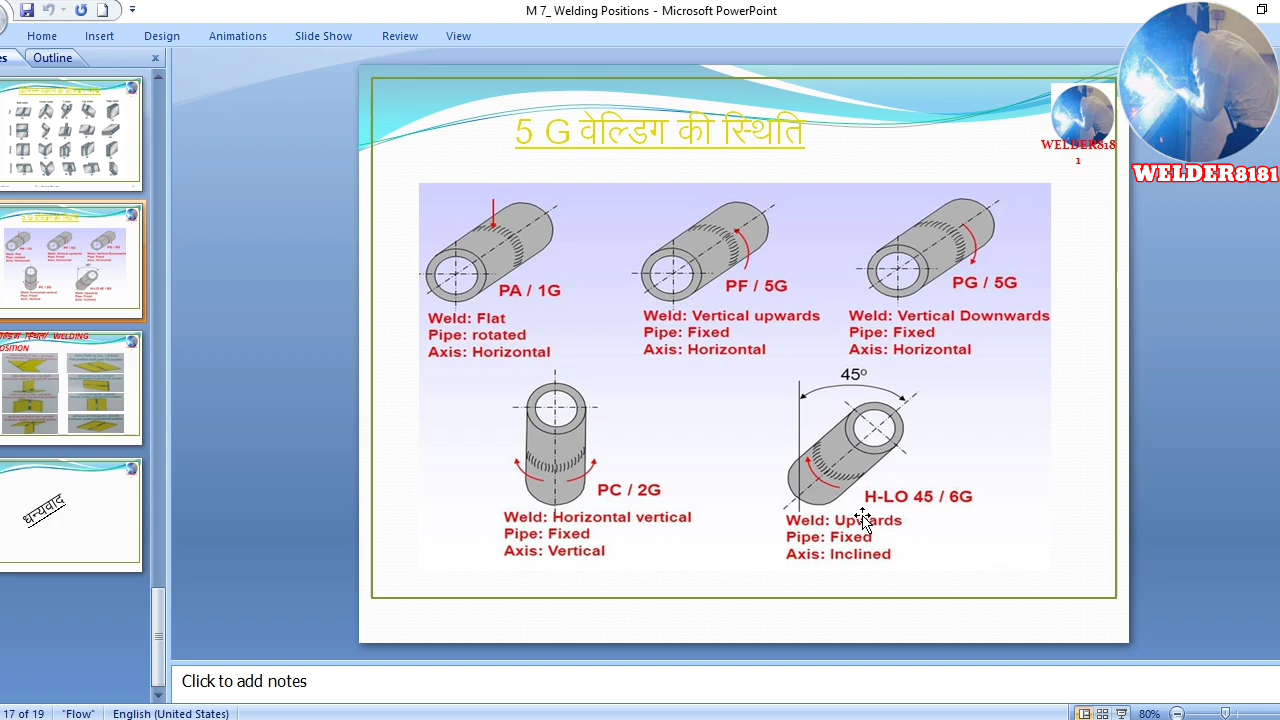 M 7_ Welding Positions - Microsoft PowerPoint
Home Insert Design Animations Slide Show Review View
Outline
WELDER8181
5 G वेल्डिग की स्थिति
WELDER818
1
PA / 1G
Weld: Flat
Pipe: rotated
Axis: Horizontal
PF / 5G
Weld: Vertical upwards
Pipe: Fixed
Axis: Horizontal
PG / 5G
Weld: Vertical Downwards
Pipe: Fixed
Axis: Horizontal
PC / 2G
Weld: Horizontal vertical
Pipe: Fixed
Axis: Vertical
45º
H-LO 45 / 6G
Weld: Upwards
Pipe: Fixed
Axis: Inclined
WELDING
धन्यवाद
Click to add notes
17 of 19 "Flow" English (United States) 80%